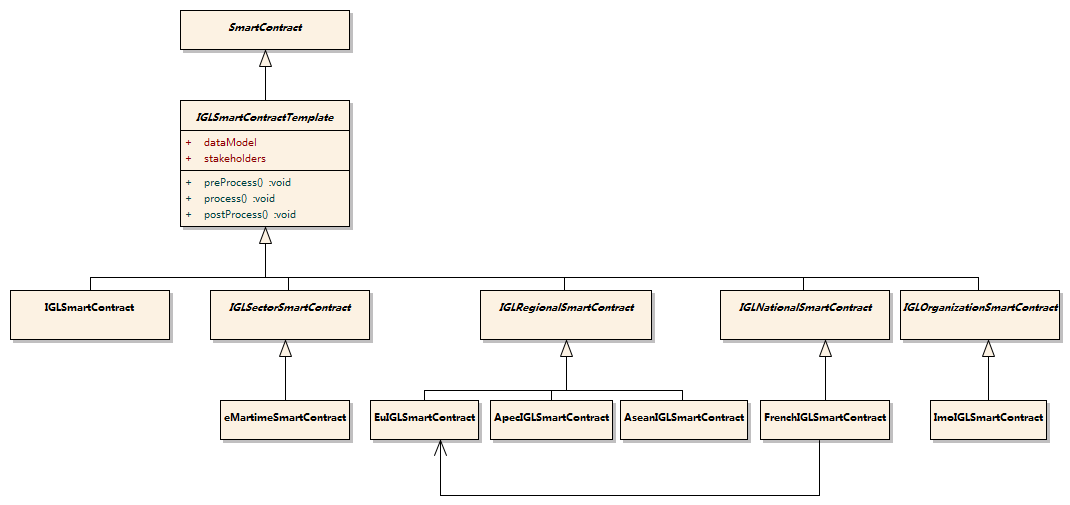 SmartContract
IGLSmartContractTemplate
+ dataModel
+ stakeholders
+ preProcess() :void
+ process() :void
+ postProcess() :void
IGLSmartContract
IGLSectorSmartContract
IGLRegionalSmartContract
IGLNationalSmartContract
IGLOrganizationSmartContract
eMartimeSmartContract
EuIGLSmartContract
ApecIGLSmartContract
AseanIGLSmartContract
FrenchIGLSmartContract
ImoIGLSmartContract